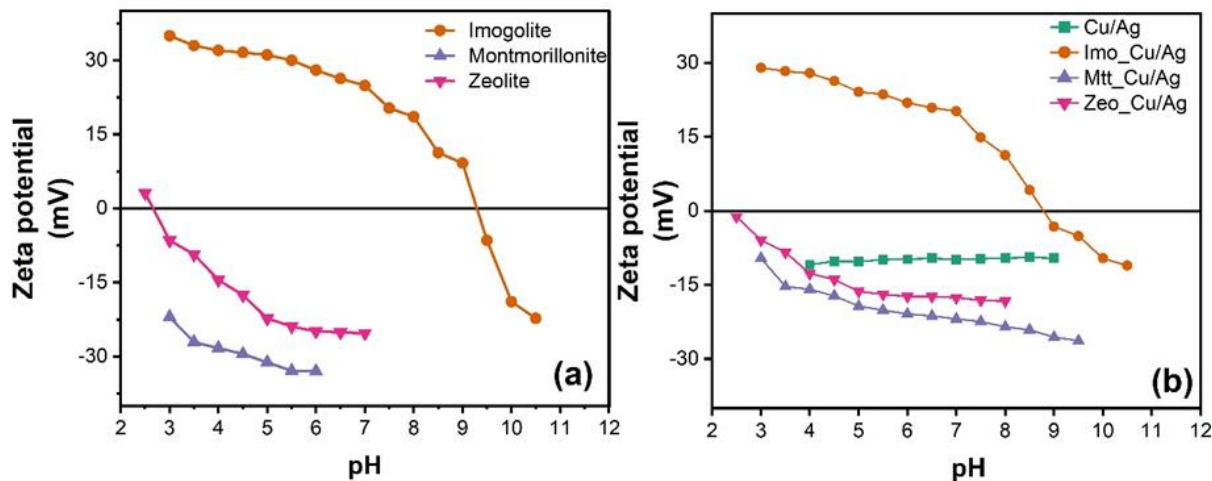 Imogolite
Montmorillonite
Zeolite
30
15
0
-15
-30
Zeta potential
(mV)
(a)
2 3 4 5 6 7 8 9 10 11 12
pH
Cu/Ag
Imo_Cu/Ag
Mtt_Cu/Ag
Zeo_Cu/Ag
30
15
0
-15
-30
Zeta potential
(mV)
(b)
2 3 4 5 6 7 8 9 10 11 12
pH